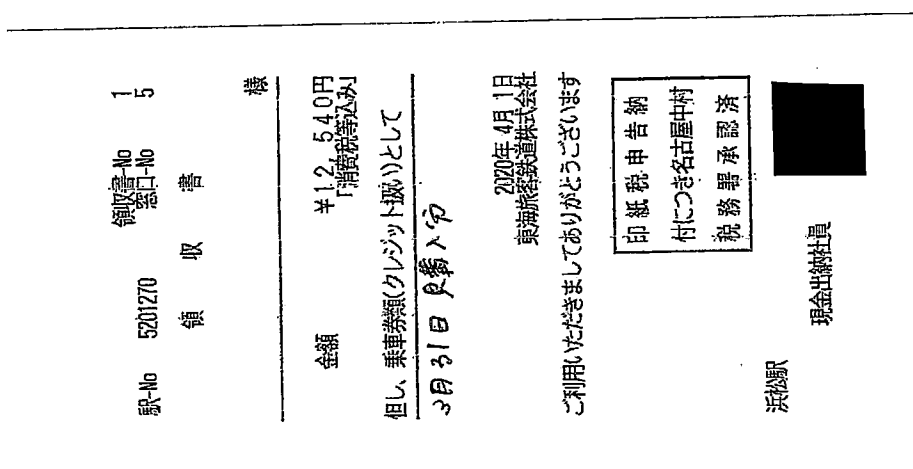 駅-No 5201270 領収書-No 1
窓口-No 5
領 収 書
様
金額 ¥12,540円
「消費税等込み」
但し、乗車券類(クレジット扱い)として
3月31日 購入分
2020年 4月 1日
東海旅客鉄道株式会社
ご利用いただきましてありがとうございます
印紙税申告納
付につき名古屋中村
税務署承認済
浜松駅 現金出納社員